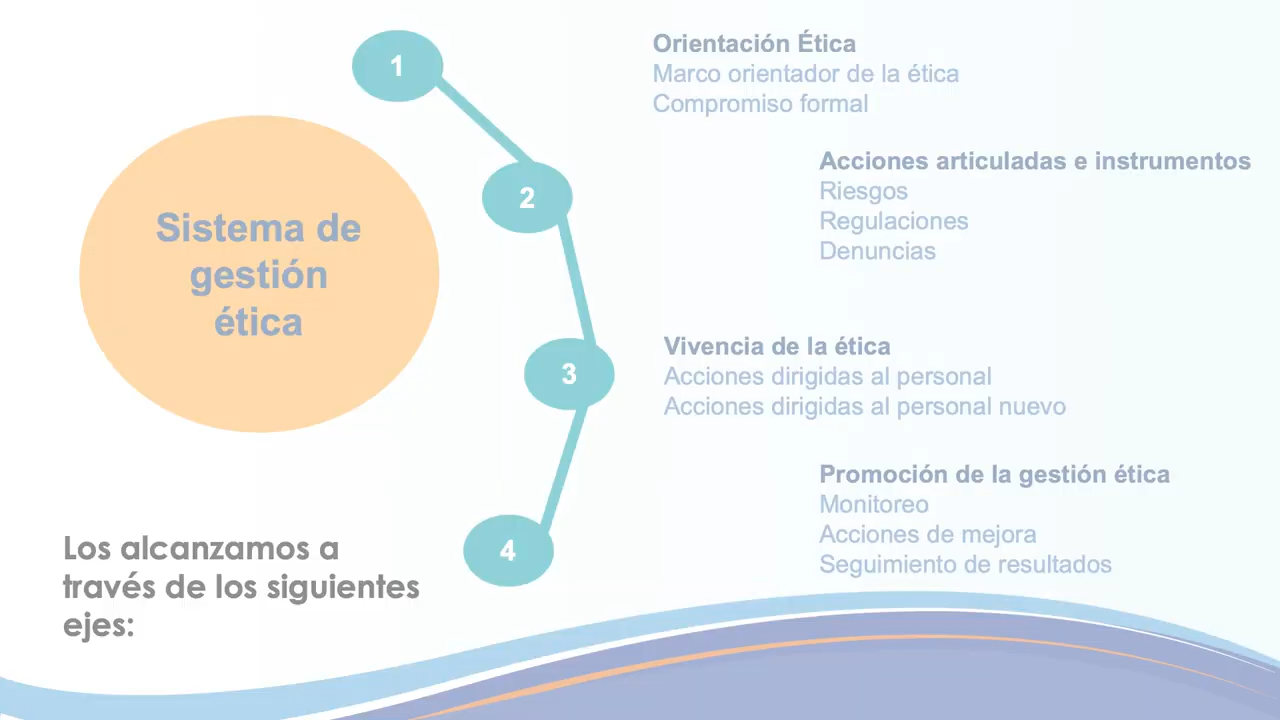 Sistema de
gestión
ética
Los alcanzamos a
través de los siguientes
ejes:
1
Orientación Ética
Marco orientador de la ética
Compromiso formal
2
Acciones articuladas e instrumentos
Riesgos
Regulaciones
Denuncias
3
Vivencia de la ética
Acciones dirigidas al personal
Acciones dirigidas al personal nuevo
4
Promoción de la gestión ética
Monitoreo
Acciones de mejora
Seguimiento de resultados